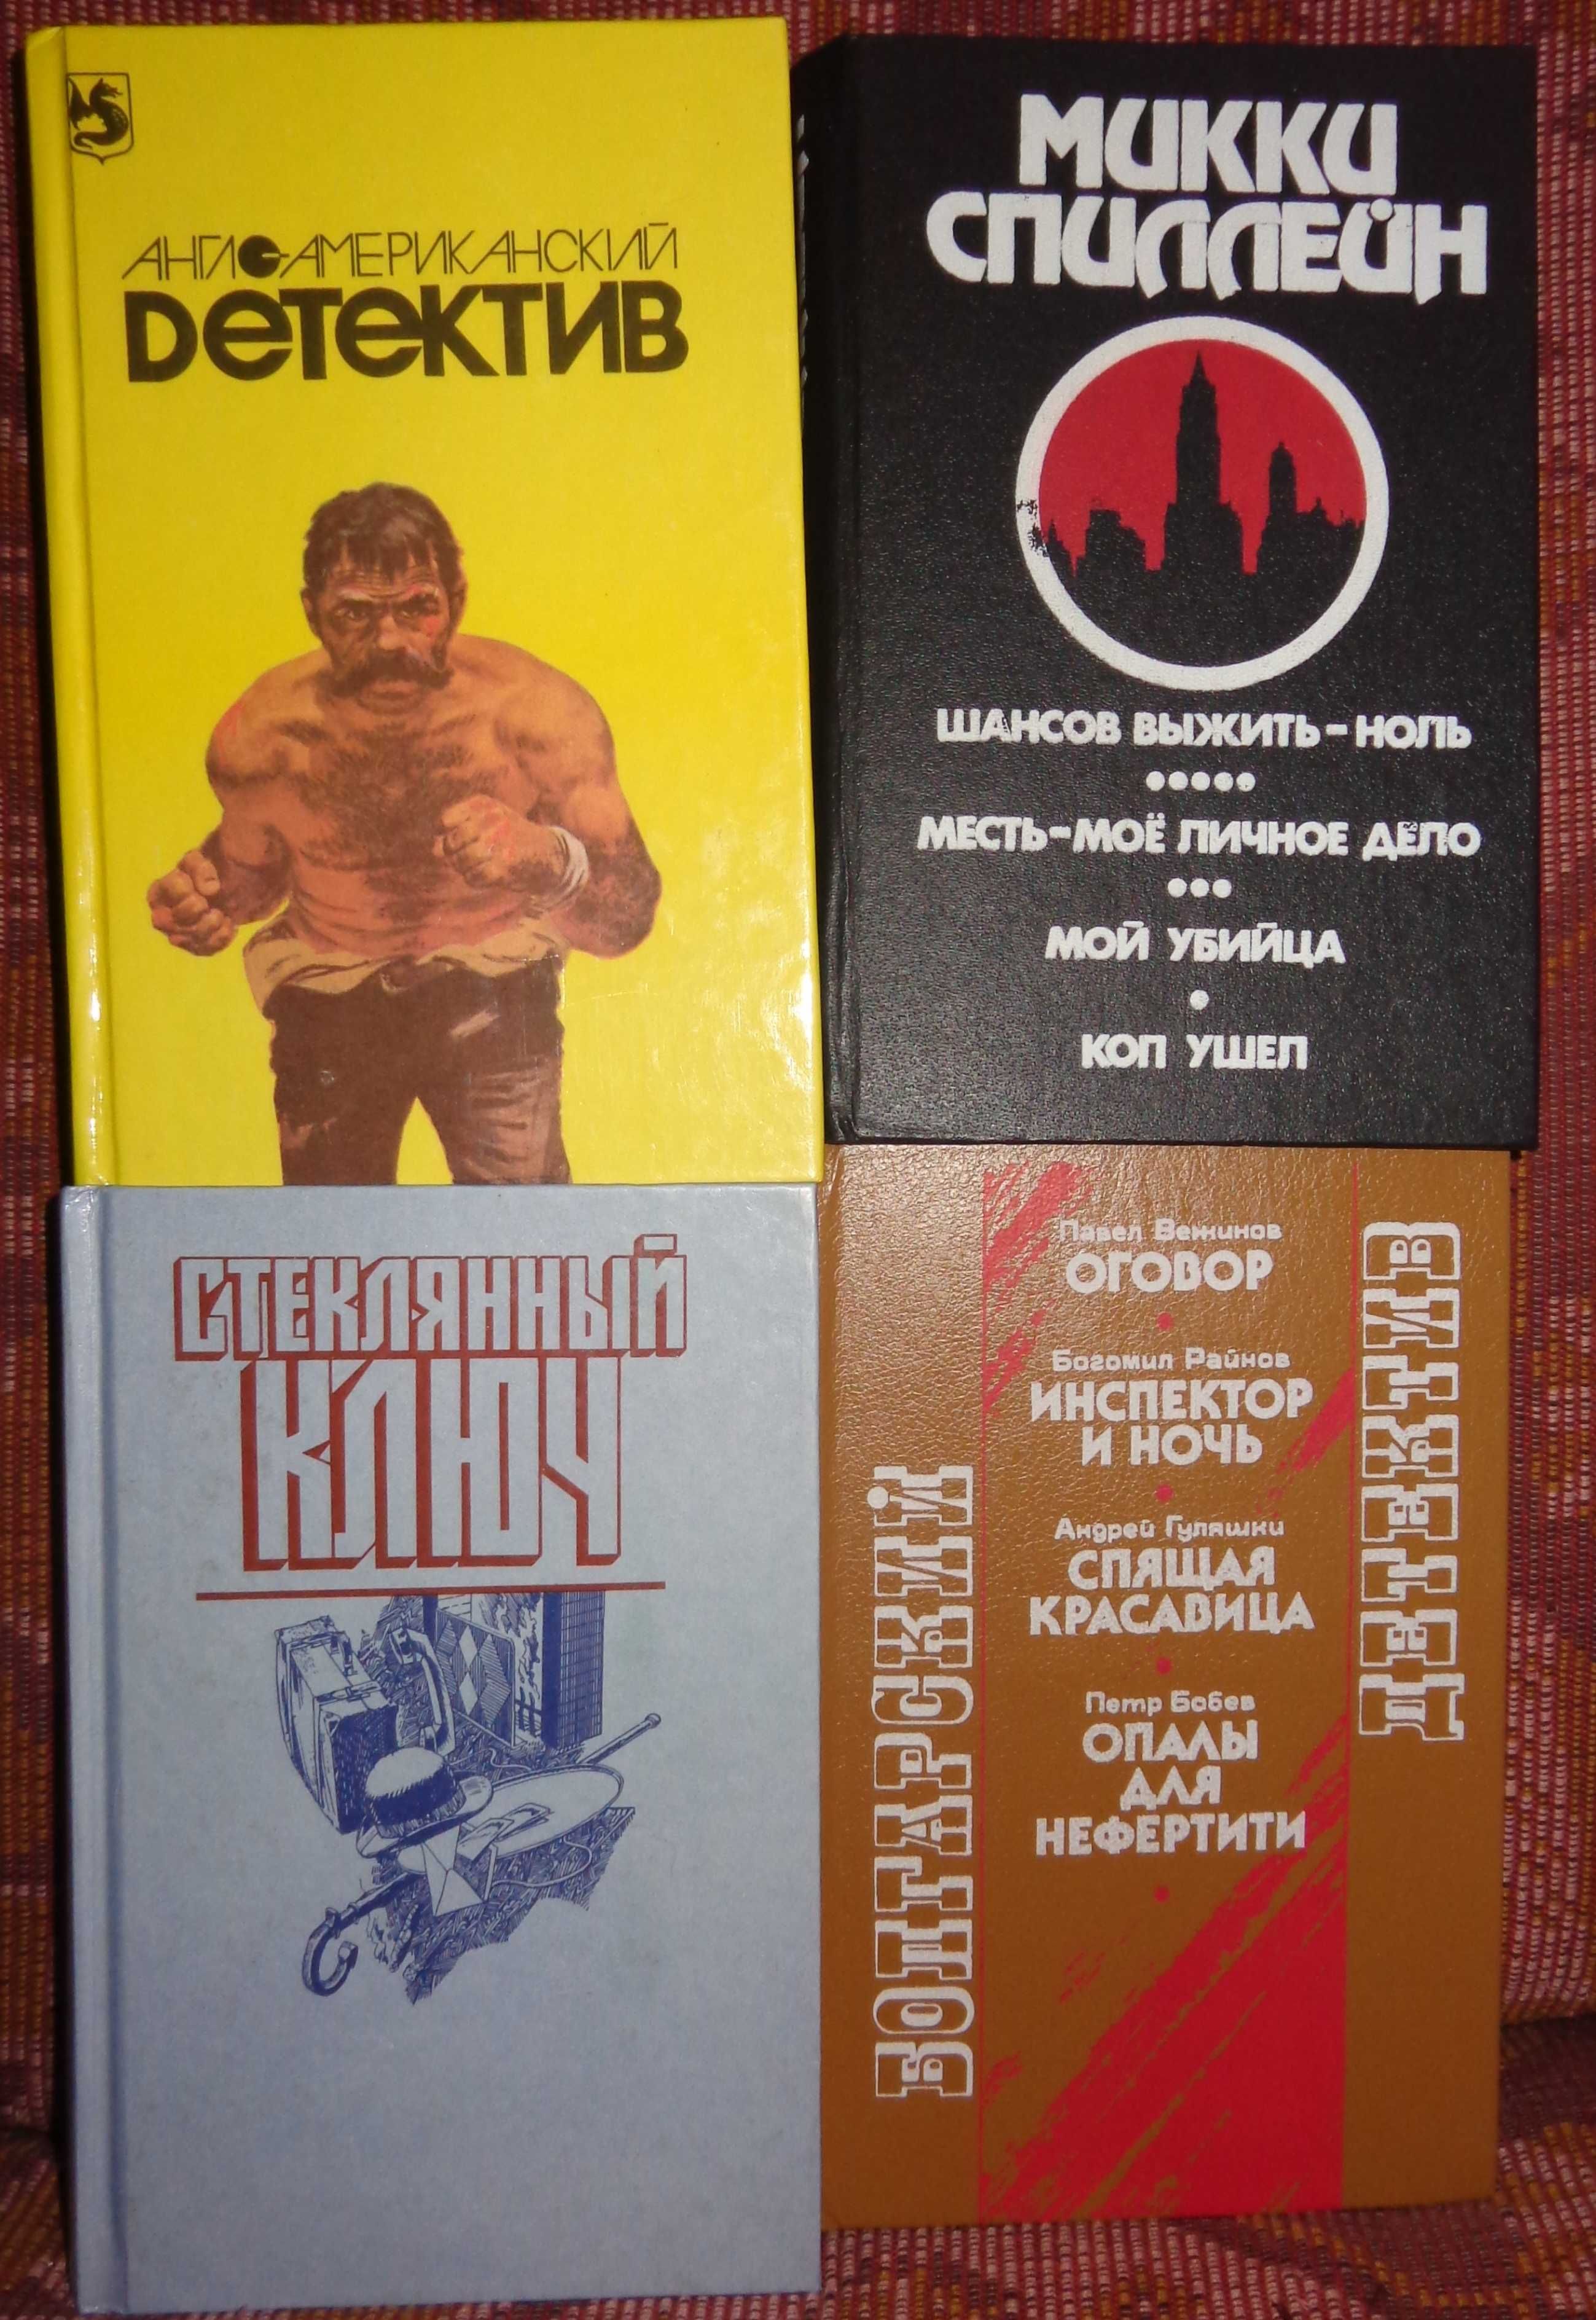 АНГЛО-АМЕРИКАНСКИЙ
ДЕТЕКТИВ
МИККИ
СПИЛЛЕЙН
ШАНСОВ ВЫЖИТЬ-НОЛЬ
МЕСТЬ-МОЁ ЛИЧНОЕ ДЕЛО
МОЙ УБИЙЦА
КОП УШЕЛ
СТЕКЛЯННЫЙ
КЛЮЧ
БОЛГАРСКИЙ
Павел Вежинов
ОГОВОР
Богомил Райнов
ИНСПЕКТОР
И НОЧЬ
Андрей Гуляшки
СПЯЩАЯ
КРАСАВИЦА
Петр Бобев
ОПАЛЫ
ДЛЯ
НЕФЕРТИТИ
ДЕТЕКТИВ